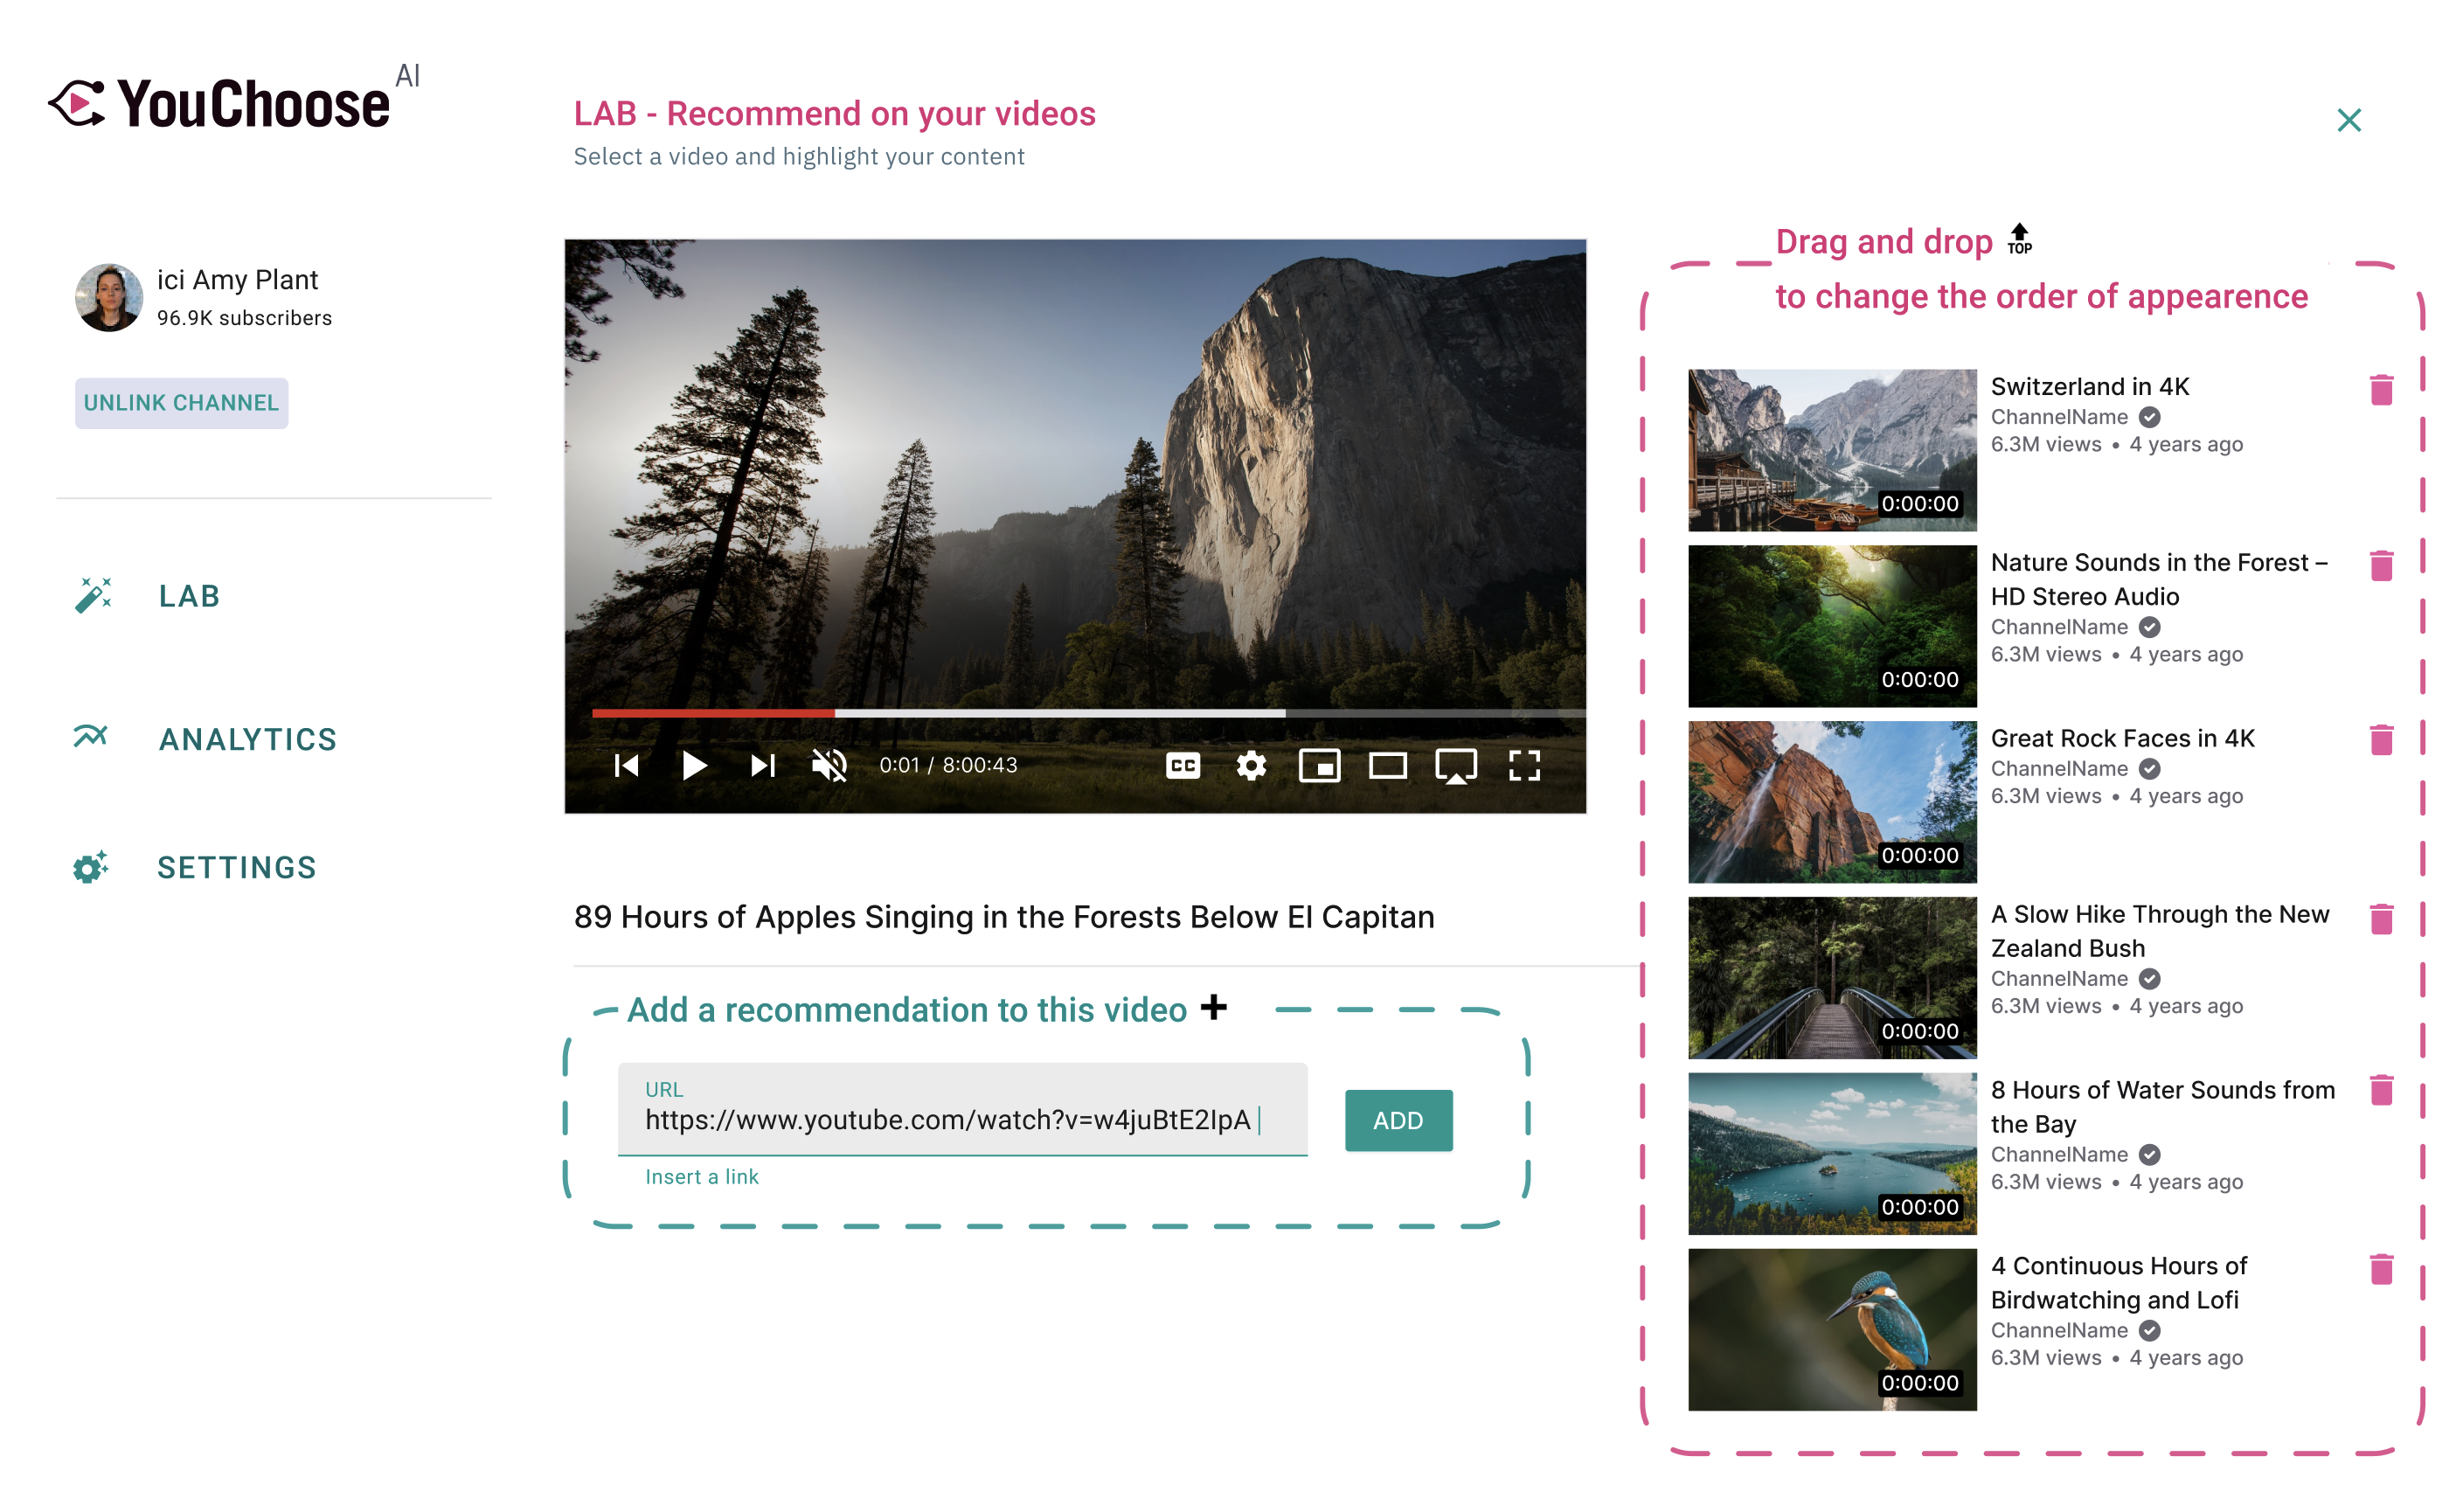 YouChoose AI
LAB - Recommend on your videos
Select a video and highlight your content
ici Amy Plant
96.9K subscribers
UNLINK CHANNEL
LAB
ANALYTICS
SETTINGS
0:01 / 8:00:43
CC
89 Hours of Apples Singing in the Forests Below El Capitan
Add a recommendation to this video +
URL
https://www.youtube.com/watch?v=w4juBtE2IpA
ADD
Insert a link
Drag and drop TOP
to change the order of appearence
Switzerland in 4K
ChannelName
6.3M views • 4 years ago
0:00:00
Nature Sounds in the Forest –
HD Stereo Audio
ChannelName
6.3M views • 4 years ago
0:00:00
Great Rock Faces in 4K
ChannelName
6.3M views • 4 years ago
0:00:00
A Slow Hike Through the New
Zealand Bush
ChannelName
6.3M views • 4 years ago
0:00:00
8 Hours of Water Sounds from
the Bay
ChannelName
6.3M views • 4 years ago
0:00:00
4 Continuous Hours of
Birdwatching and Lofi
ChannelName
6.3M views • 4 years ago
0:00:00